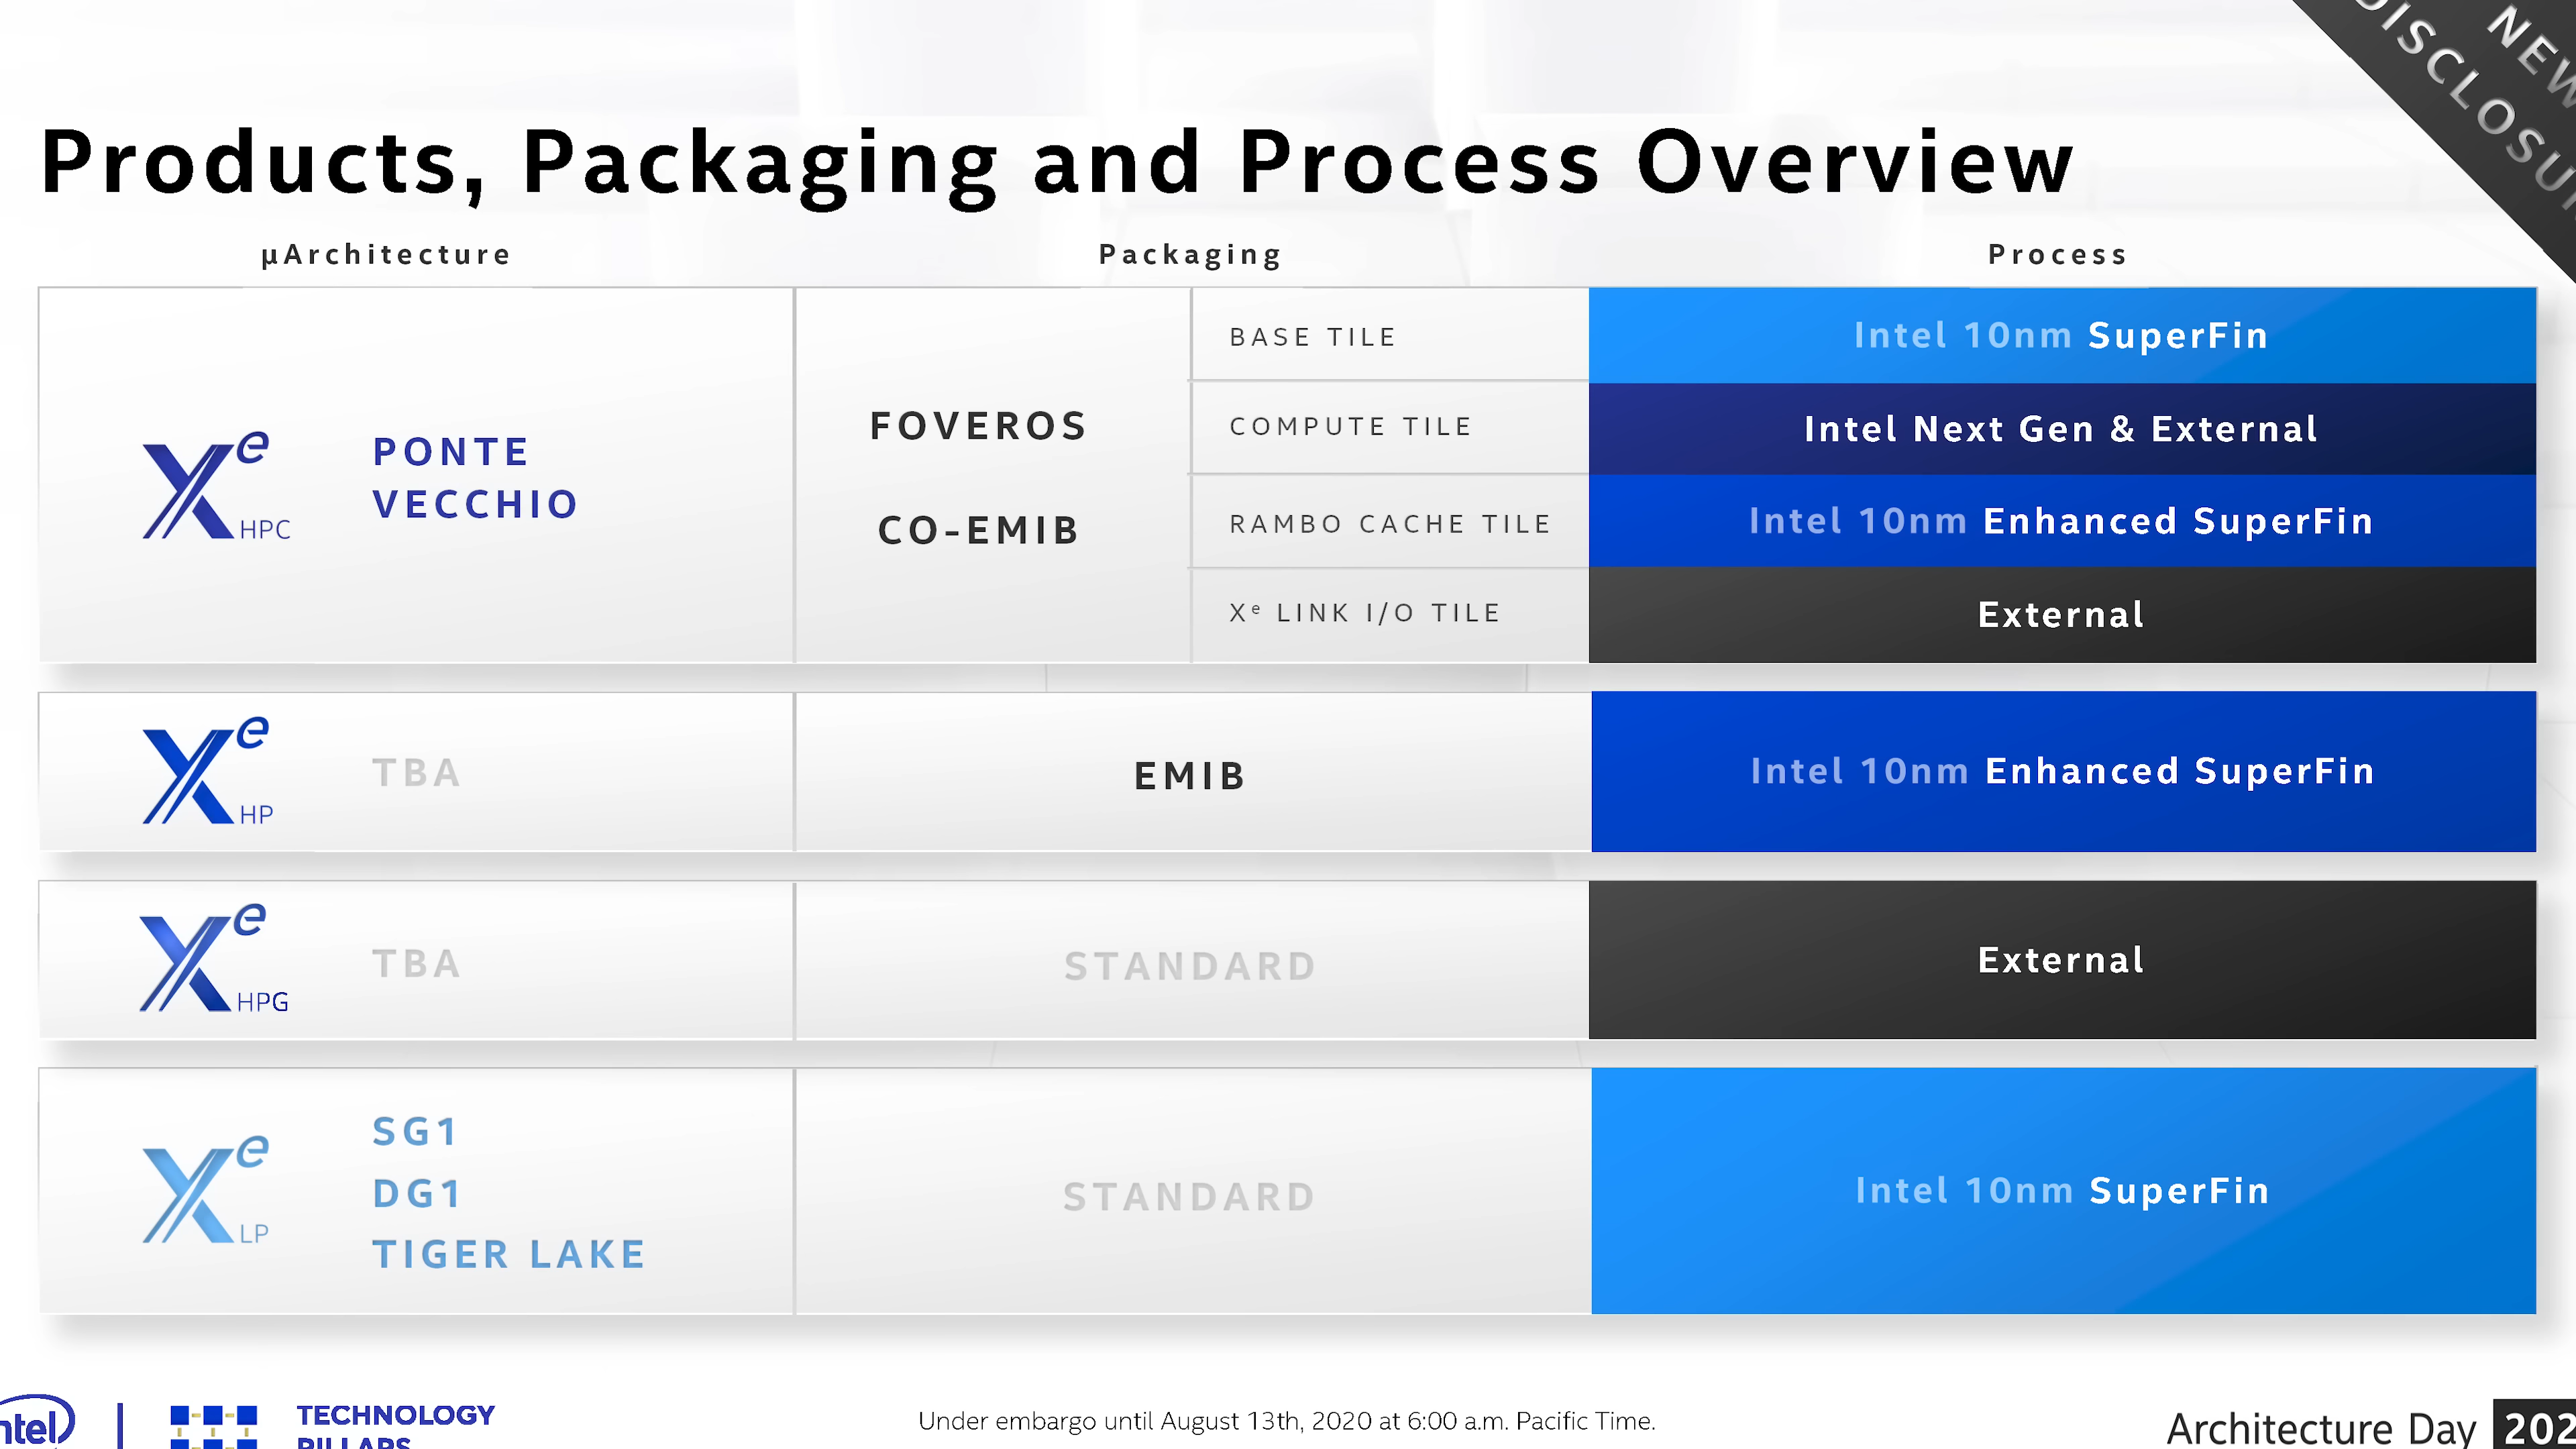 NEW
Products, Packaging and Process Overview
µArchitecture Packaging Process
Xe HPC
PONTE
VECCHIO
FOVEROS
CO-EMIB
BASE TILE Intel 10nm SuperFin
COMPUTE TILE Intel Next Gen & External
RAMBO CACHE TILE Intel 10nm Enhanced SuperFin
Xe LINK I/O TILE External
Xe HP TBA EMIB Intel 10nm Enhanced SuperFin
Xe HPG TBA STANDARD External
Xe LP
SG1
DG1
TIGER LAKE
STANDARD
Intel 10nm SuperFin
TECHNOLOGY
PILLARS
Under embargo until August 13th, 2020 at 6:00 a.m. Pacific Time.
Architecture Day